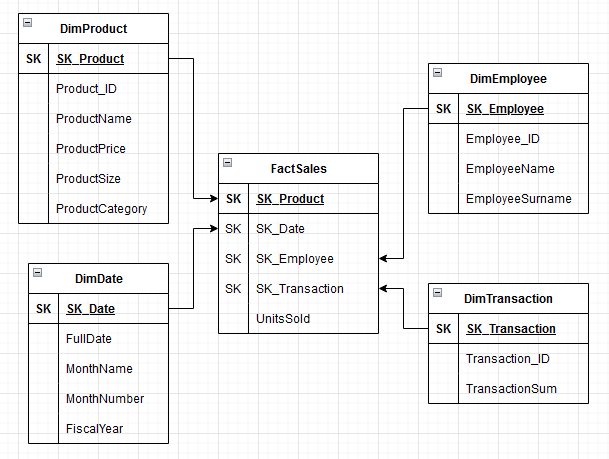 DimProduct
SK SK_Product
Product_ID
ProductName
ProductPrice
ProductSize
ProductCategory
DimEmployee
SK SK_Employee
Employee_ID
EmployeeName
EmployeeSurname
FactSales
SK SK_Product
SK SK_Date
SK SK_Employee
SK SK_Transaction
UnitsSold
DimDate
SK SK_Date
FullDate
MonthName
MonthNumber
FiscalYear
DimTransaction
SK SK_Transaction
Transaction_ID
TransactionSum